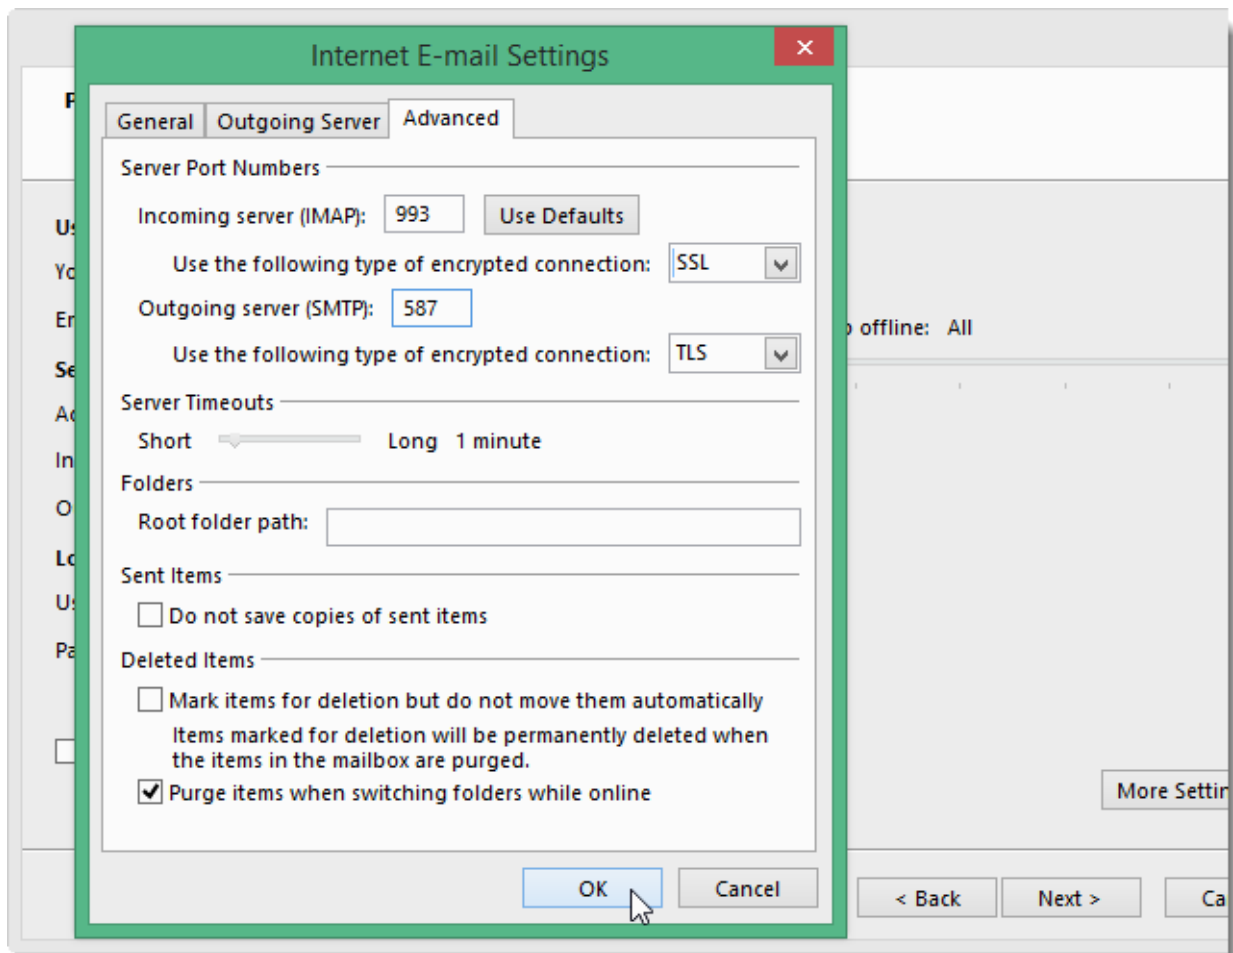 Internet E-mail Settings
General
Outgoing Server
Advanced
Server Port Numbers
Incoming server (IMAP): 993 Use Defaults
Use the following type of encrypted connection: SSL
Outgoing server (SMTP): 587
Use the following type of encrypted connection: TLS
offline: All
Server Timeouts
Short Long 1 minute
Folders
Root folder path:
Sent Items
Do not save copies of sent items
Deleted Items
Mark items for deletion but do not move them automatically
Items marked for deletion will be permanently deleted when
the items in the mailbox are purged.
Purge items when switching folders while online
More Settin
OK Cancel
< Back Next > Ca